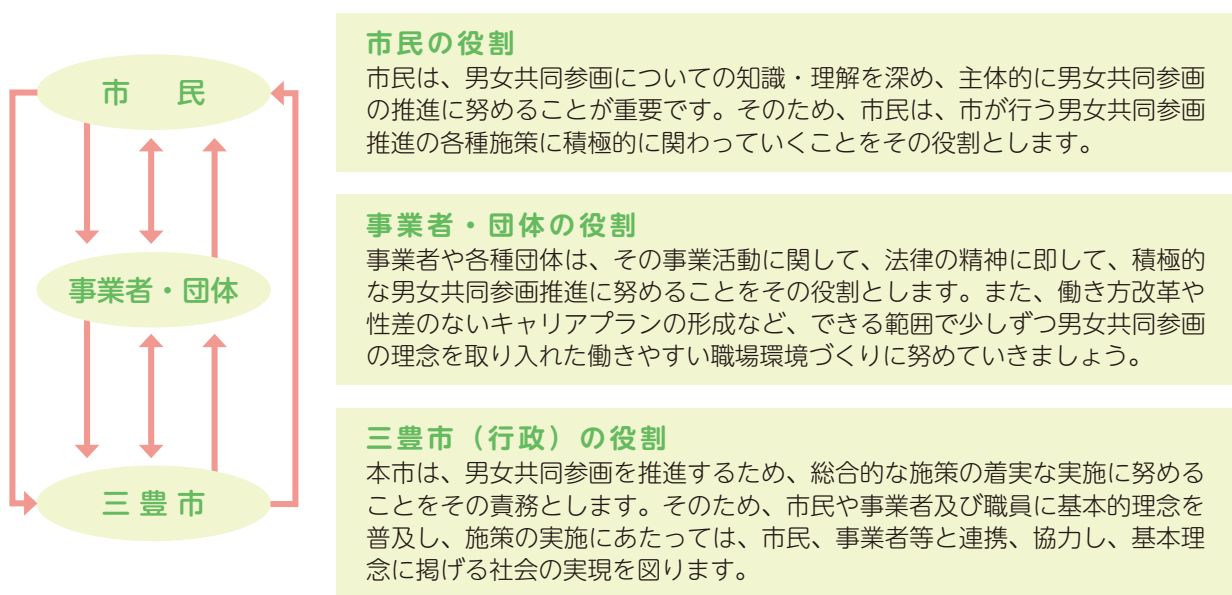 市　民
事業者・団体
三豊市
市民の役割
市民は、男女共同参画についての知識・理解を深め、主体的に男女共同参画
の推進に努めることが重要です。そのため、市民は、市が行う男女共同参画
推進の各種施策に積極的に関わっていくことをその役割とします。
事業者・団体の役割
事業者や各種団体は、その事業活動に関して、法律の精神に即して、積極的
な男女共同参画推進に努めることをその役割とします。また、働き方改革や
性差のないキャリアプランの形成など、できる範囲で少しずつ男女共同参画
の理念を取り入れた働きやすい職場環境づくりに努めていきましょう。
三豊市（行政）の役割
本市は、男女共同参画を推進するため、総合的な施策の着実な実施に努める
ことをその責務とします。そのため、市民や事業者及び職員に基本的理念を
普及し、施策の実施にあたっては、市民、事業者等と連携、協力し、基本理
念に掲げる社会の実現を図ります。